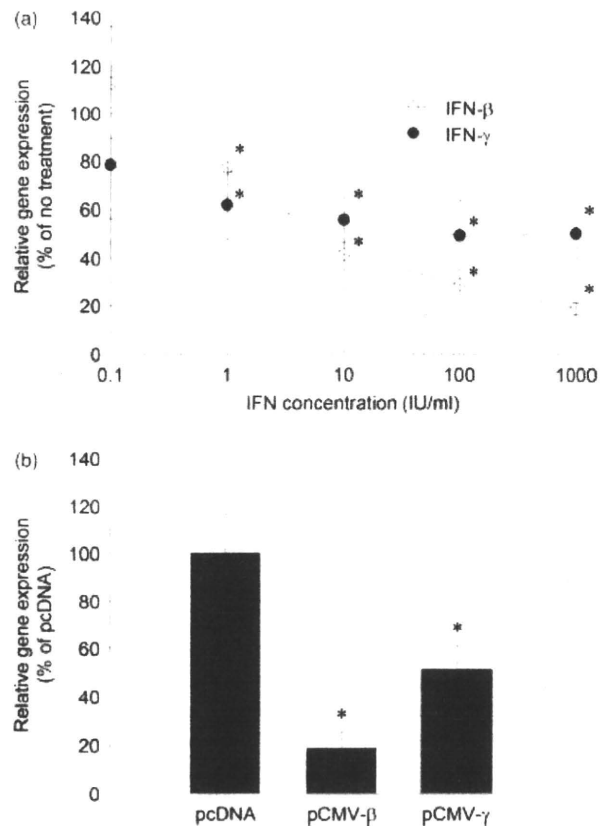 (a)
140
120
100
80
60
40
20
0
Relative gene expression
(% of no treatment)
IFN-β
IFN-γ
*
*
*
*
*
*
*
*
0.1 1 10 100 1000
IFN concentration (IU/ml)
(b)
140
120
100
80
60
40
20
0
Relative gene expression
(% of pcDNA)
*
*
pcDNA pCMV-β pCMV-γ